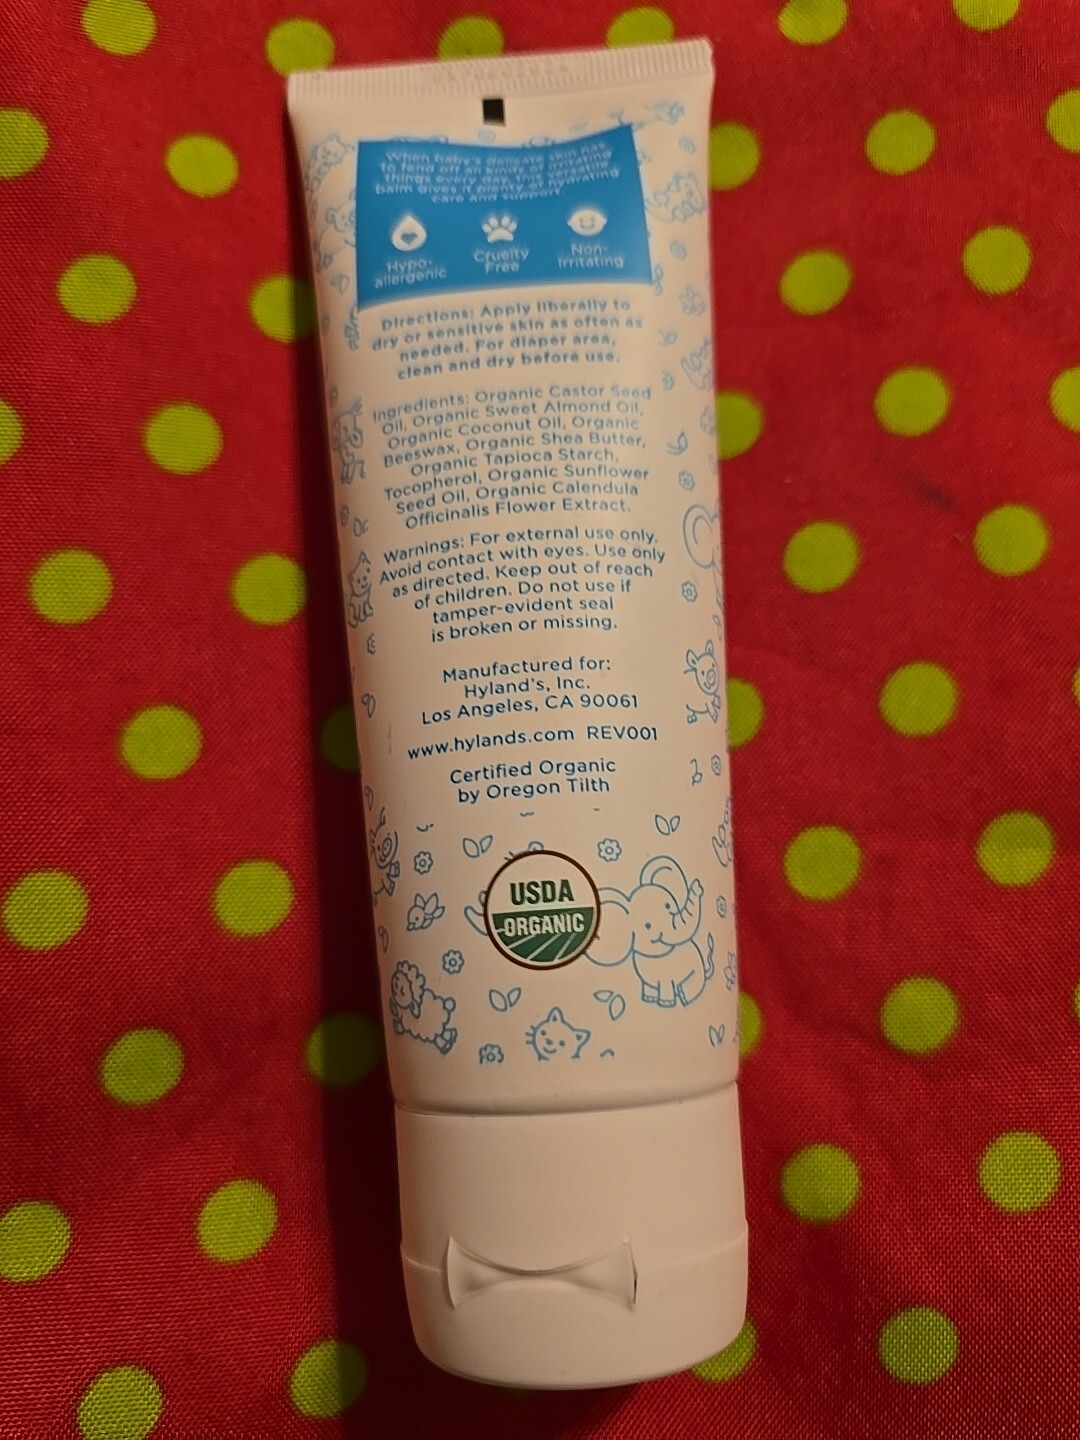 When baby's delicate skin has
to fend off all kinds of irritating
things every day, this versatile
balm gives it plenty of hydrating
care and support
Hypo-
allergenic
Cruelty
Free
Non-
irritating
Directions: Apply liberally to
dry or sensitive skin as often as
needed. For diaper area,
clean and dry before use.
Ingredients: Organic Castor Seed
Oil, Organic Sweet Almond Oil,
Organic Coconut Oil, Organic
Beeswax, Organic Shea Butter,
Organic Tapioca Starch,
Tocopherol, Organic Sunflower
Seed Oil, Organic Calendula
Officinalis Flower Extract.
Warnings: For external use only.
Avoid contact with eyes. Use only
as directed. Keep out of reach
of children. Do not use if
tamper-evident seal
is broken or missing.
Manufactured for:
Hyland's, Inc.
Los Angeles, CA 90061
www.hylands.com REV001
Certified Organic
by Oregon Tilth
USDA
ORGANIC